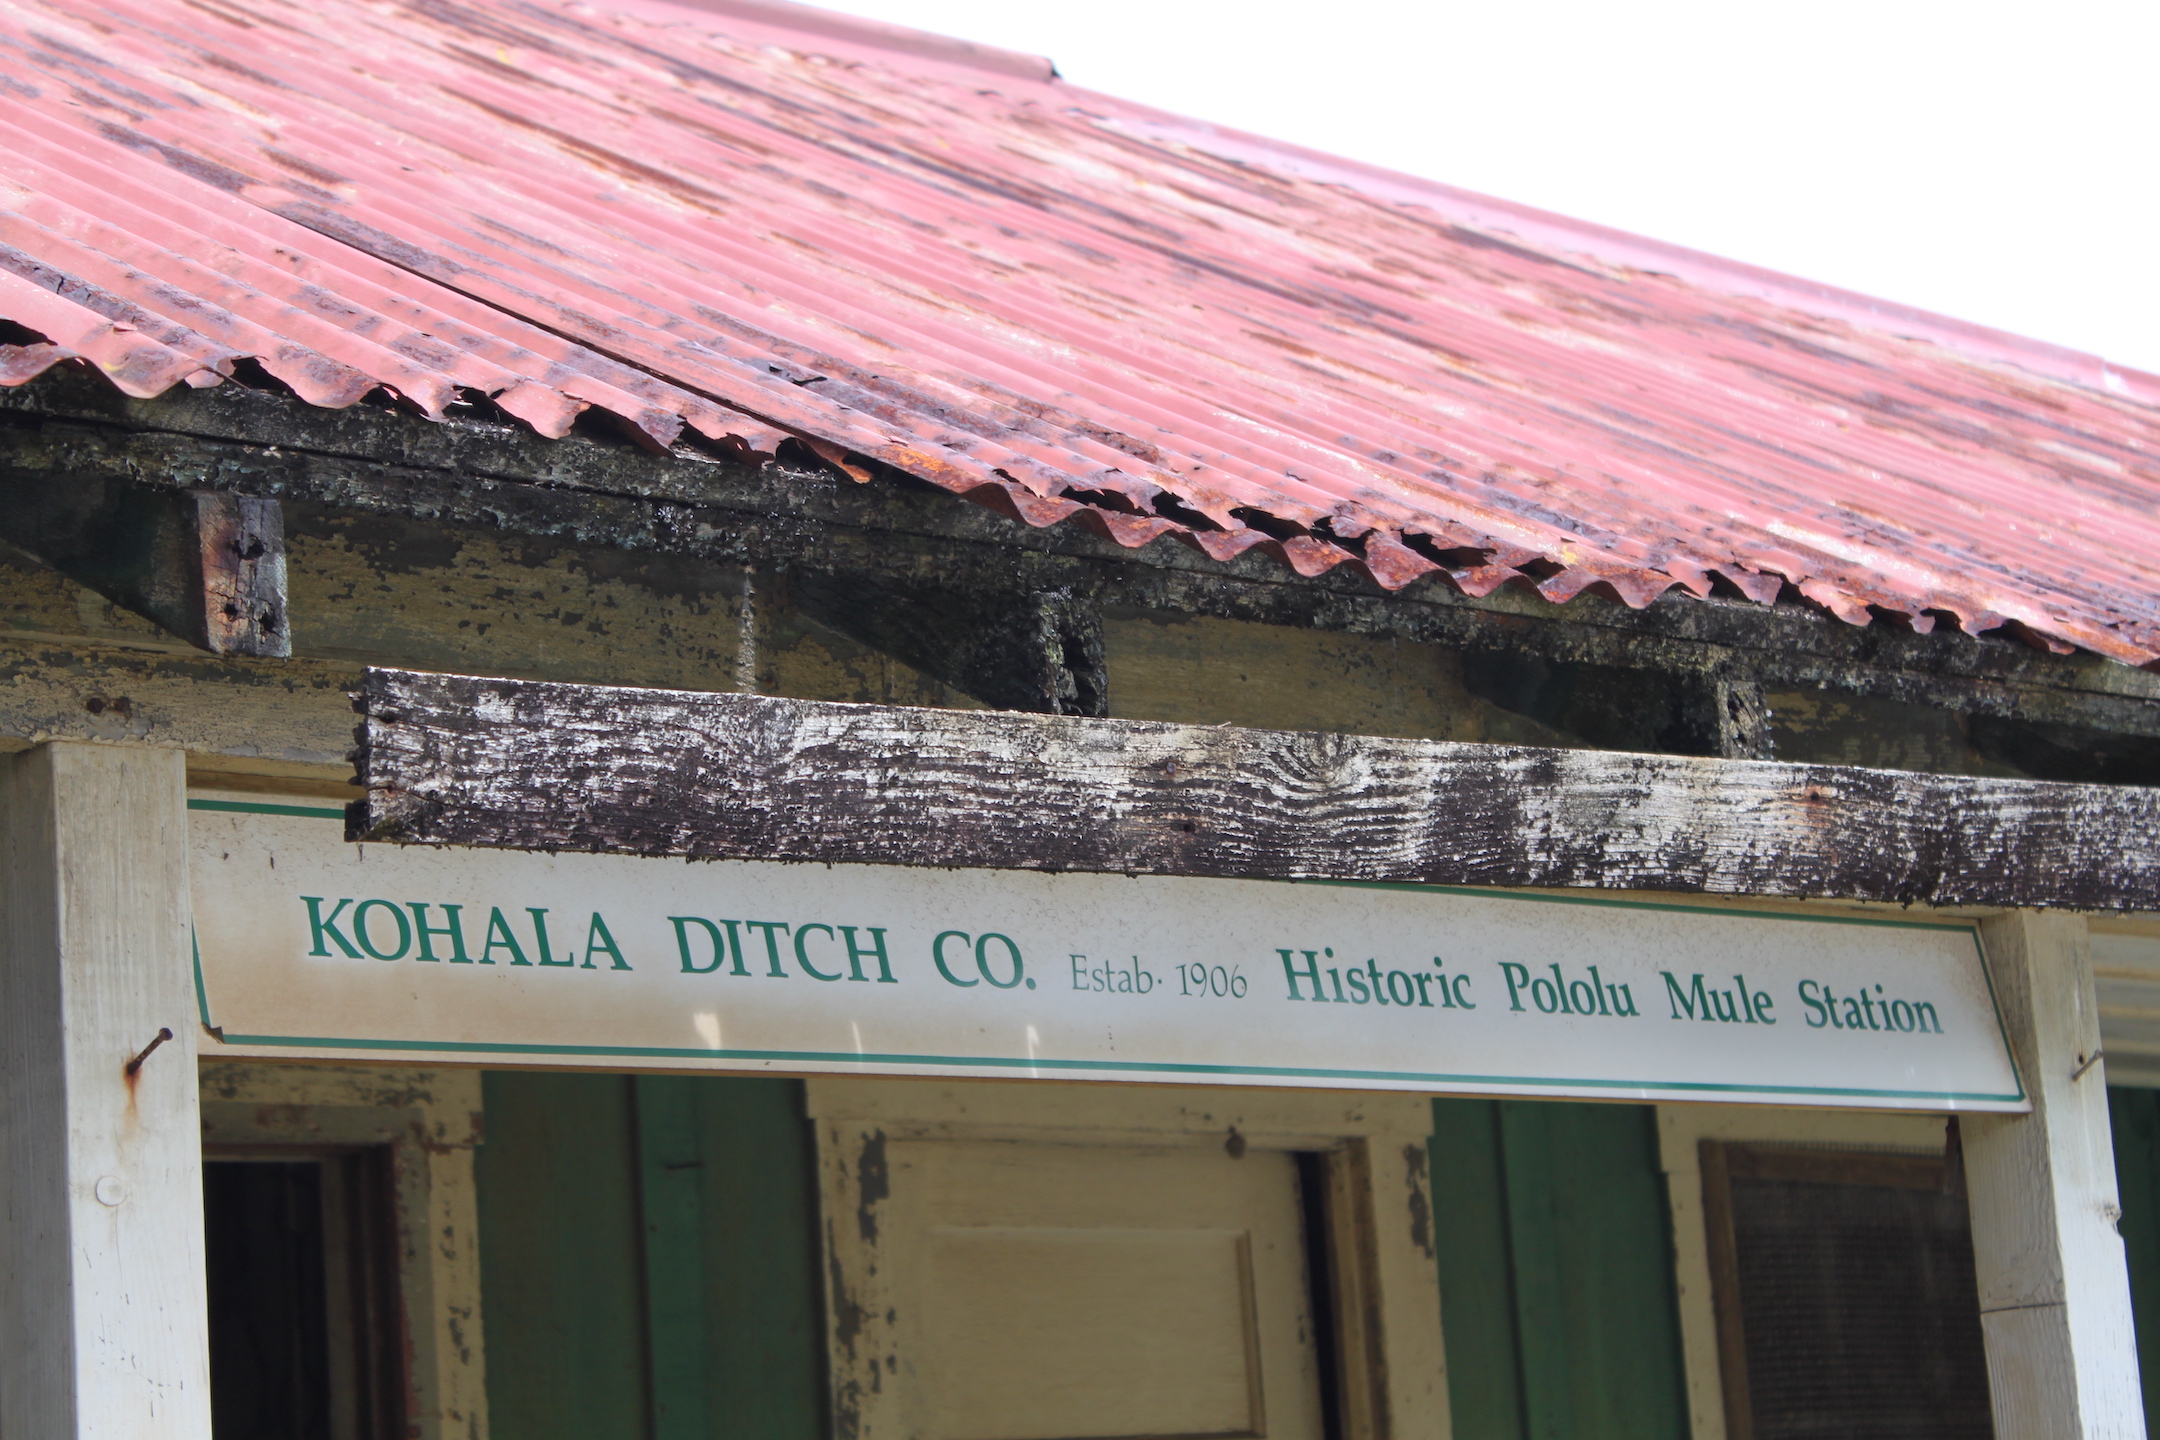 KOHALA DITCH CO. Estab· 1906 Historic Pololu Mule Station